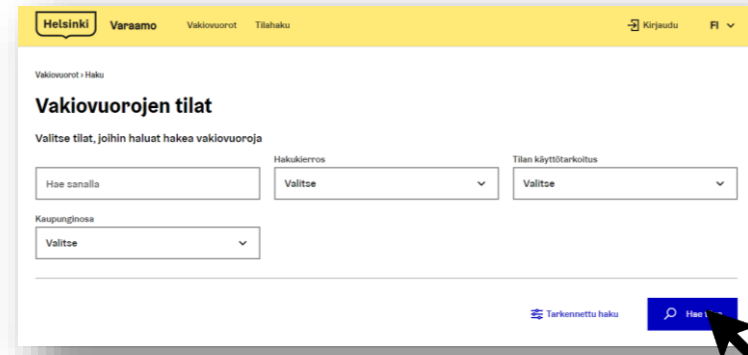 Helsinki Varaamo Vakiovuorot Tilahaku Kirjaudu FI
Vakiovuorot › Haku
Vakiovuorojen tilat
Valitse tilat, joihin haluat hakea vakiovuoroja
Hakukierros Tilan käyttötarkoitus
Hae sanalla Valitse Valitse
Kaupunginosa
Valitse
Tarkennettu haku Hae